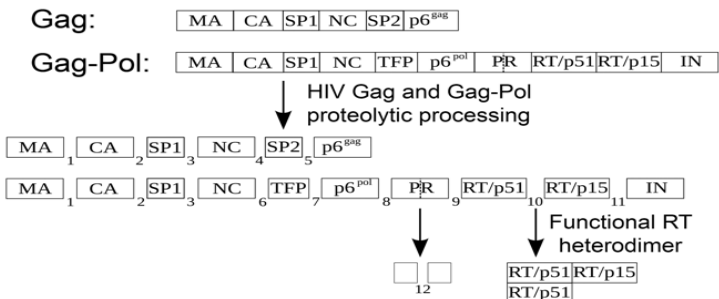 Gag: MA CA SP1 NC SP2 p6gag
Gag-Pol: MA CA SP1 NC TFP p6pol PR RT/p51 RT/p15 IN
HIV Gag and Gag-Pol
proteolytic processing
MA 1 CA 2 SP1 3 NC 4 SP2 5 p6gag
MA 1 CA 2 SP1 3 NC 6 TFP 7 p6pol 8 PR 9 RT/p51 10 RT/p15 11 IN
Functional RT
heterodimer
12
RT/p51 RT/p15
RT/p51